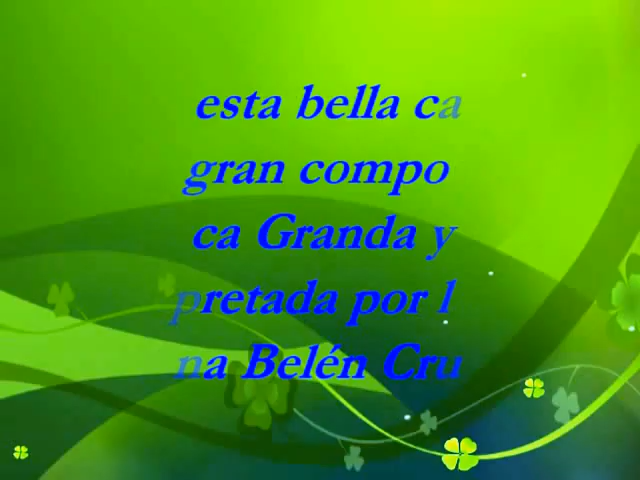 esta bella ca
gran compo
ca Granda y
pretada por l
na Belén Cru